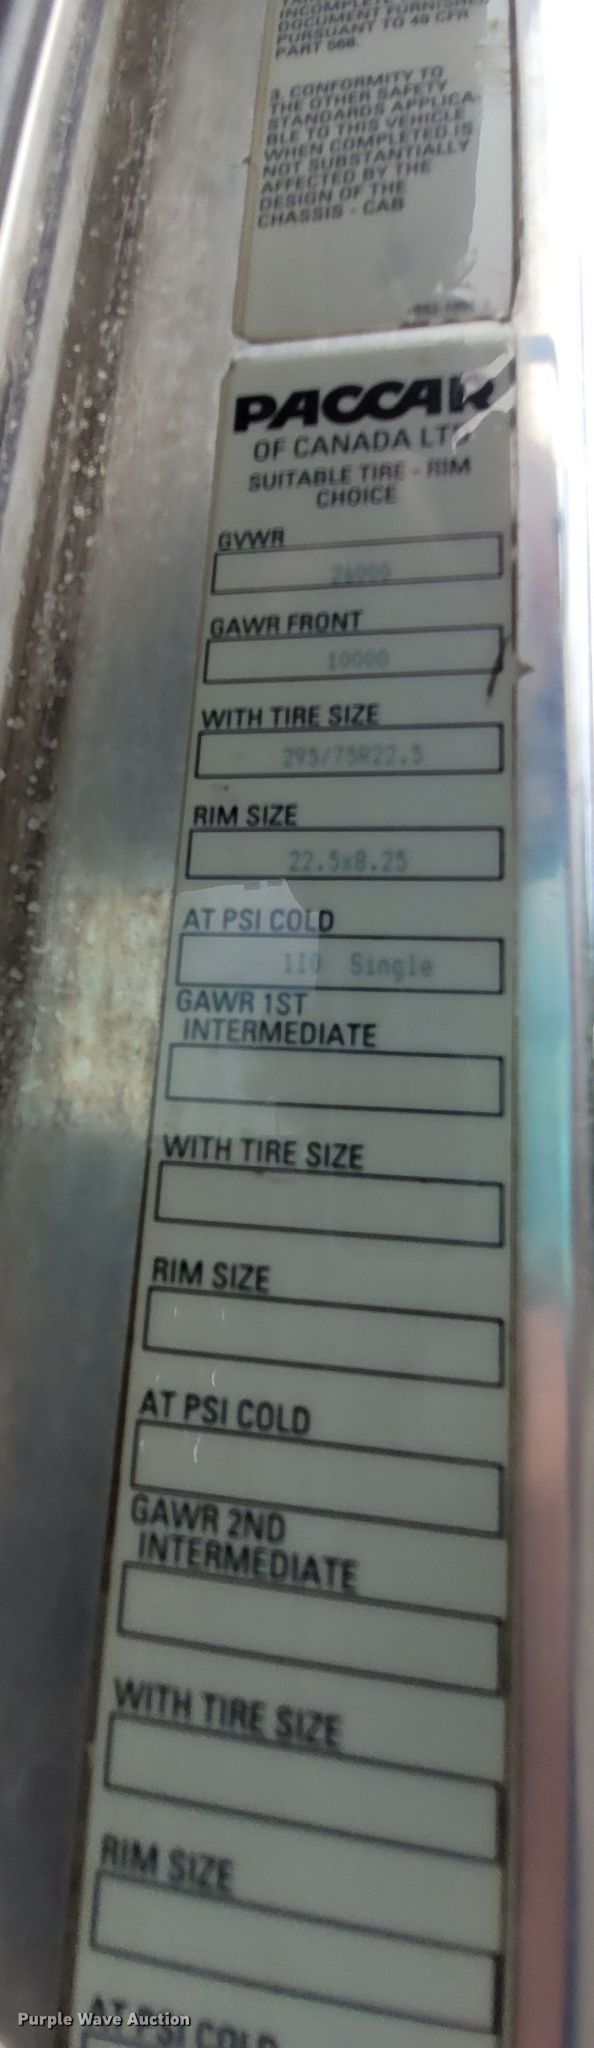 INCOMPLETE
DOCUMENT FURNISHED
PURSUANT TO 49 CFR
PART 568.
3. CONFORMITY TO
THE OTHER SAFETY
STANDARDS APPLICA-
BLE TO THIS VEHICLE
WHEN COMPLETED IS
NOT SUBSTANTIALLY
AFFECTED BY THE
DESIGN OF THE
CHASSIS - CAB
PACCAR
OF CANADA LTD
SUITABLE TIRE - RIM
CHOICE
GVWR
26000
GAWR FRONT
10000
WITH TIRE SIZE
295/75R22.5
RIM SIZE
22.5x8.25
AT PSI COLD
110 Single
GAWR 1ST
INTERMEDIATE
WITH TIRE SIZE
RIM SIZE
AT PSI COLD
GAWR 2ND
INTERMEDIATE
WITH TIRE SIZE
RIM SIZE
AT PSI COLD
Purple Wave Auction